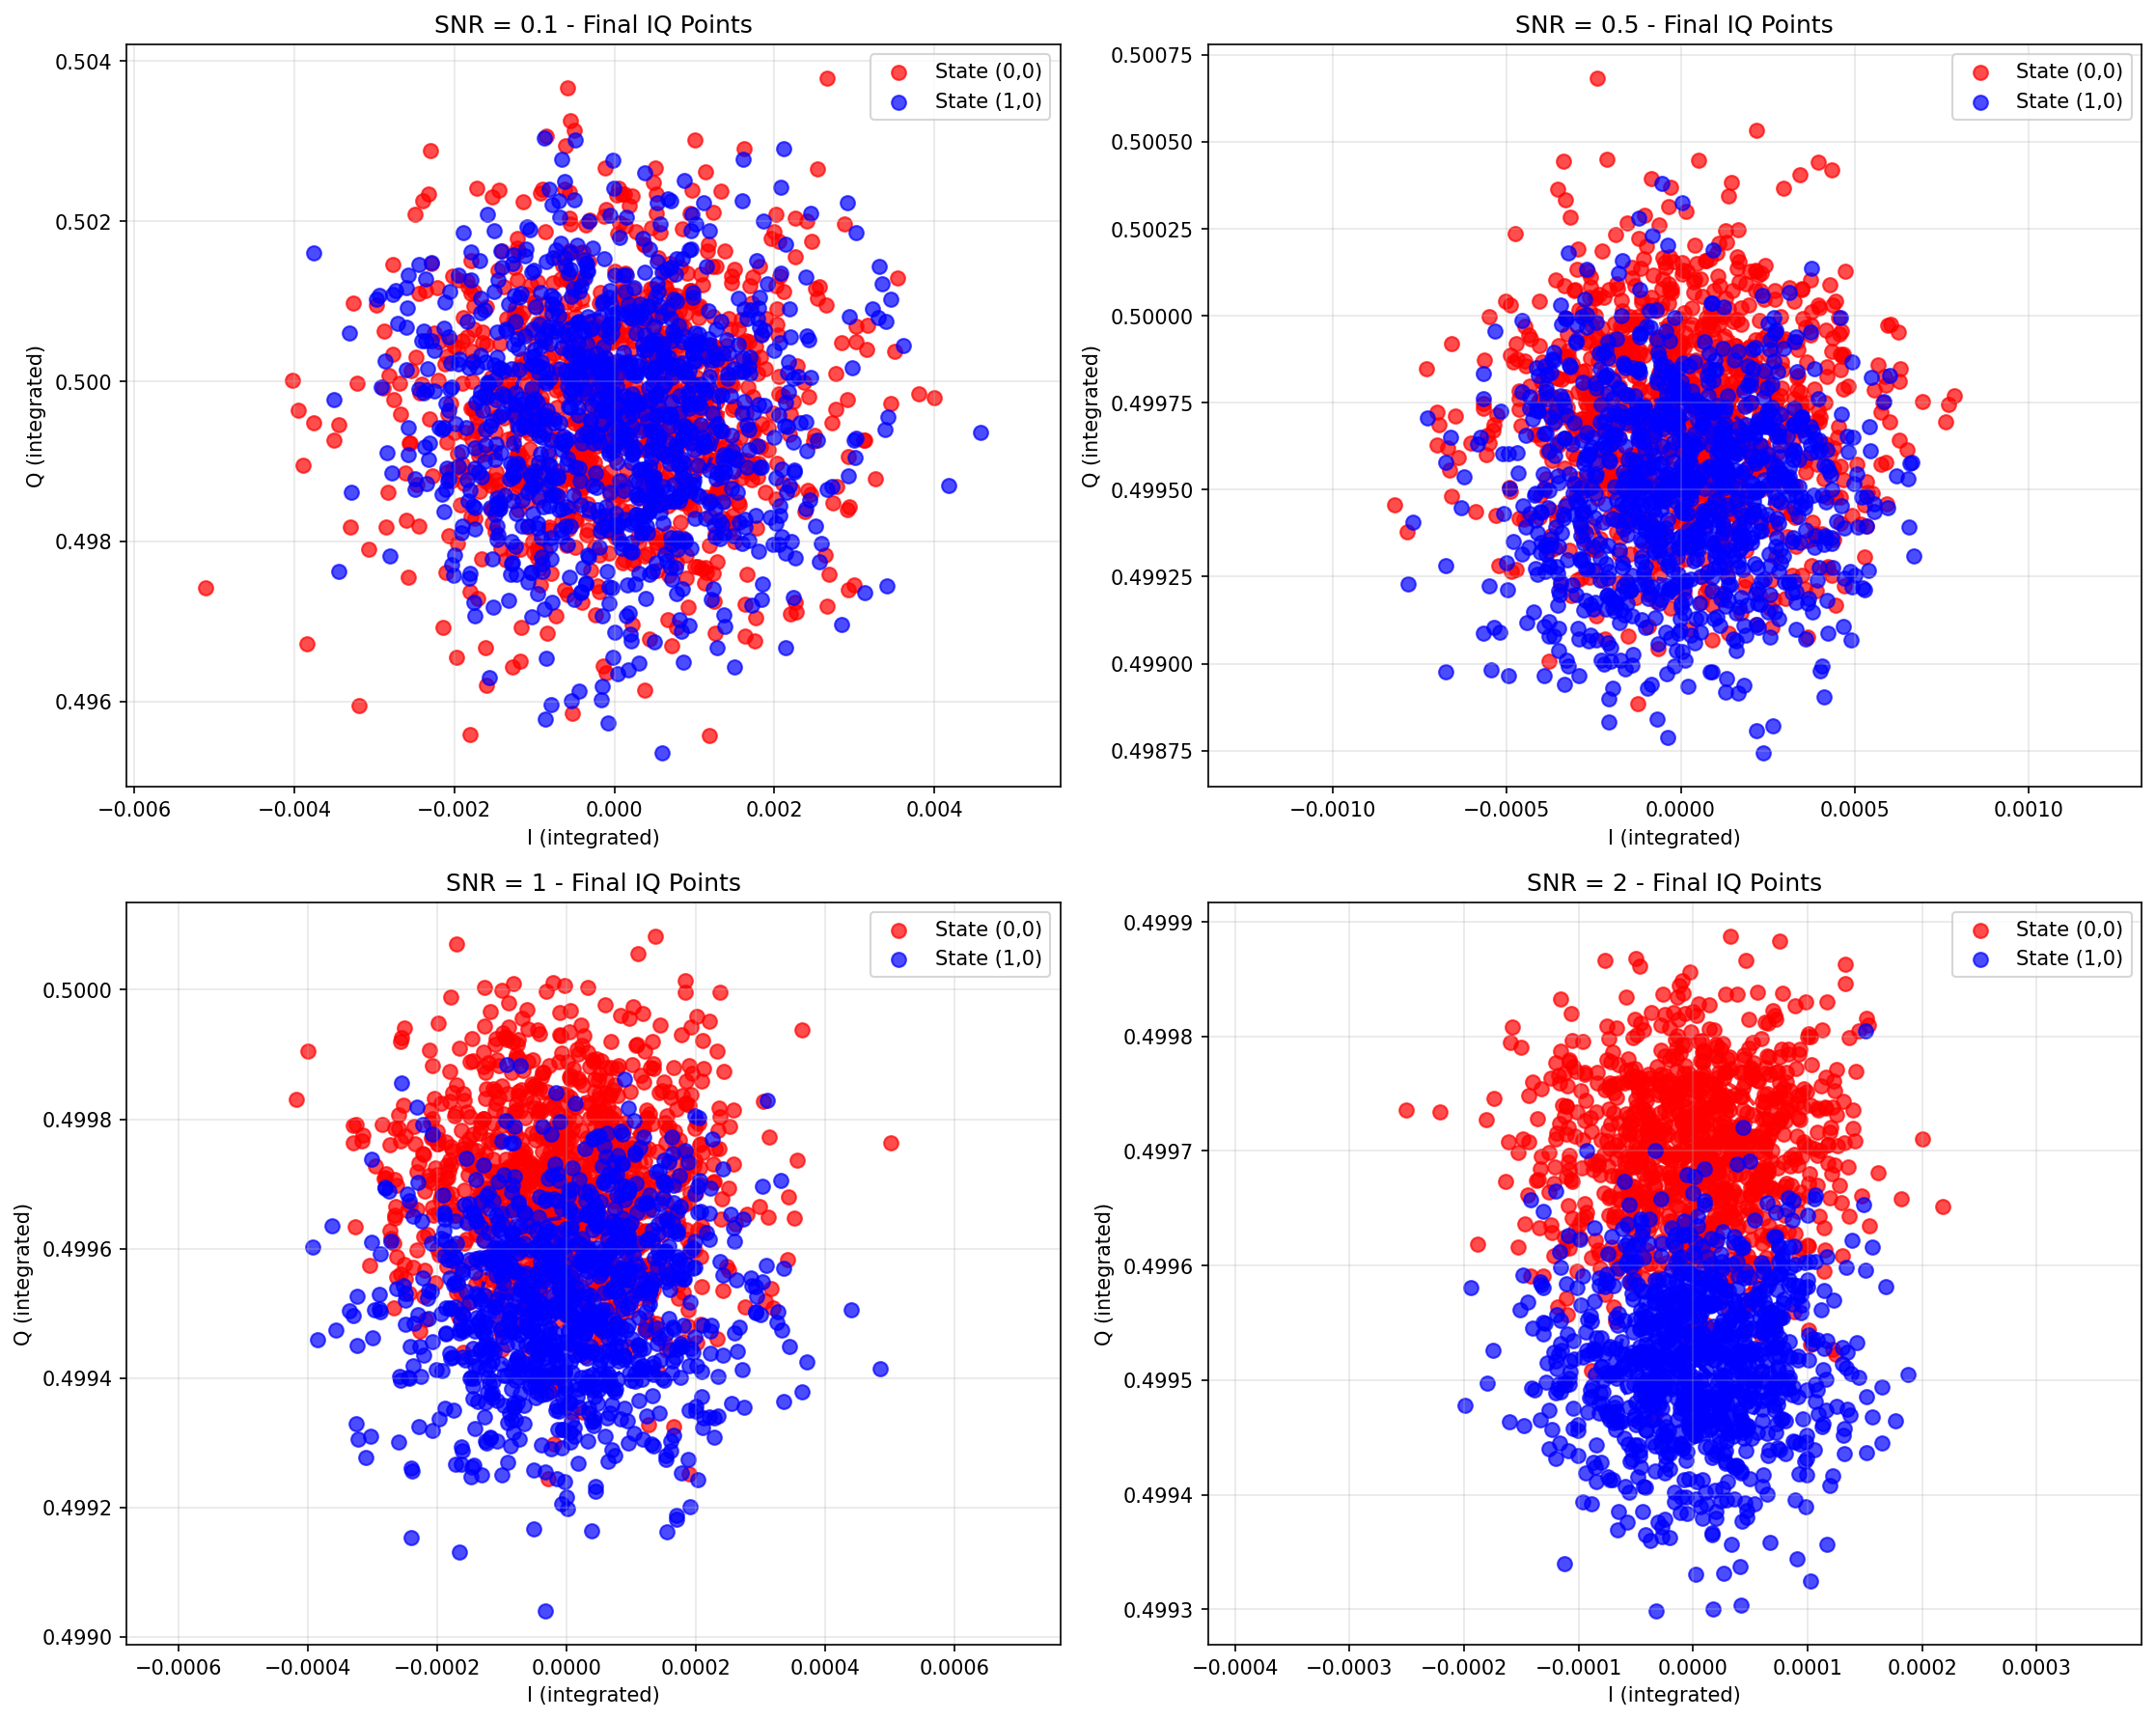 SNR = 0.1 - Final IQ Points
State (0,0)
State (1,0)
0.504
0.502
0.500
0.498
0.496
Q (integrated)
−0.006 −0.004 −0.002 0.000 0.002 0.004
I (integrated)
SNR = 0.5 - Final IQ Points
State (0,0)
State (1,0)
0.50075
0.50050
0.50025
0.50000
0.49975
0.49950
0.49925
0.49900
0.49875
Q (integrated)
−0.0010 −0.0005 0.0000 0.0005 0.0010
I (integrated)
SNR = 1 - Final IQ Points
State (0,0)
State (1,0)
0.5000
0.4998
0.4996
0.4994
0.4992
0.4990
Q (integrated)
−0.0006 −0.0004 −0.0002 0.0000 0.0002 0.0004 0.0006
I (integrated)
SNR = 2 - Final IQ Points
State (0,0)
State (1,0)
0.4999
0.4998
0.4997
0.4996
0.4995
0.4994
0.4993
Q (integrated)
−0.0004 −0.0003 −0.0002 −0.0001 0.0000 0.0001 0.0002 0.0003
I (integrated)